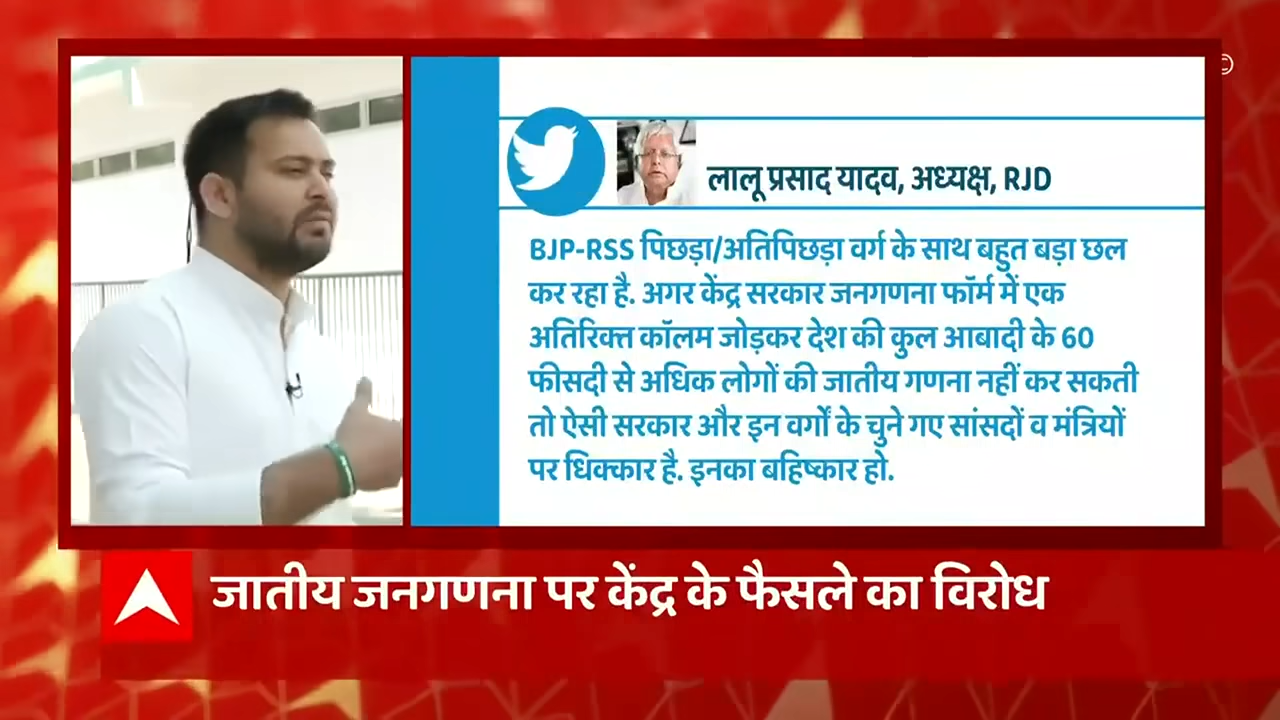 ©
लालू प्रसाद यादव, अध्यक्ष, RJD
BJP-RSS पिछड़ा/अतिपिछड़ा वर्ग के साथ बहुत बड़ा छल
कर रहा है. अगर केंद्र सरकार जनगणना फॉर्म में एक
अतिरिक्त कॉलम जोड़कर देश की कुल आबादी के 60
फीसदी से अधिक लोगों की जातीय गणना नहीं कर सकती
तो ऐसी सरकार और इन वर्गों के चुने गए सांसदों व मंत्रियों
पर धिक्कार है. इनका बहिष्कार हो.
जातीय जनगणना पर केंद्र के फैसले का विरोध